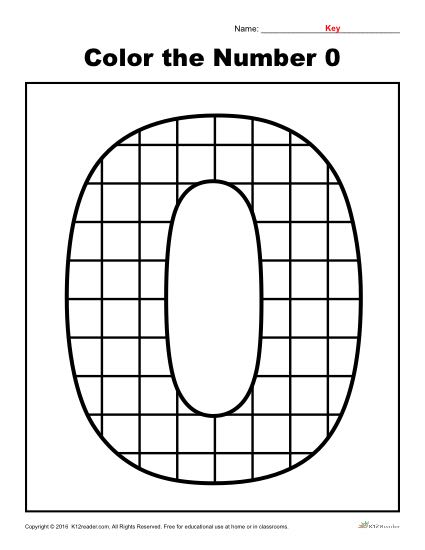 Name: Key
Color the Number 0
0
Copyright © 2016 K12reader.com. All Rights Reserved. Free for educational use at home or in classrooms.
K12Reader